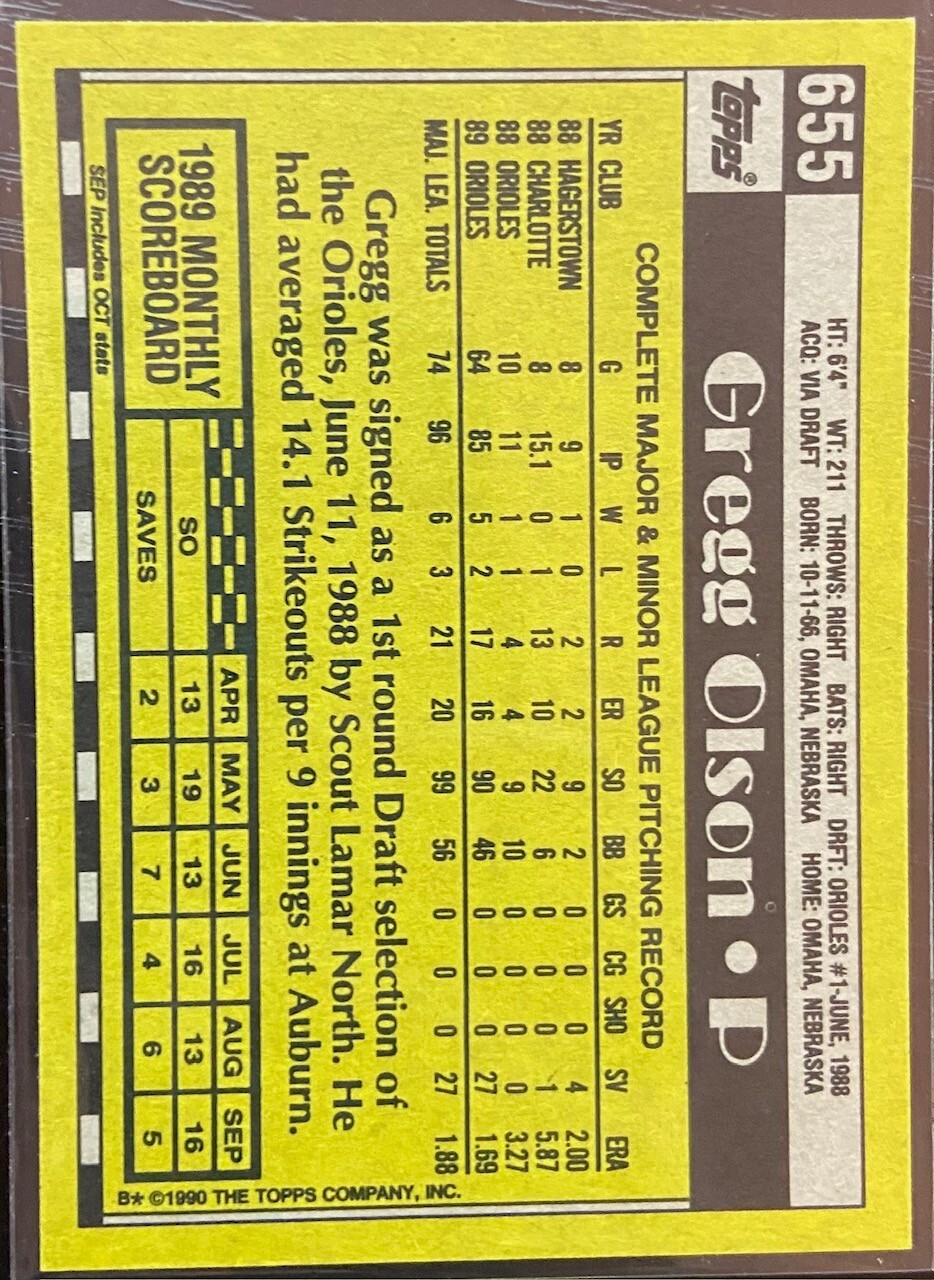 655
HT: 6'4" WT: 211 THROWS: RIGHT BATS: RIGHT DRFT: ORIOLES #1-JUNE, 1988
ACQ: VIA DRAFT BORN: 10-11-66, OMAHA, NEBRASKA HOME: OMAHA, NEBRASKA
TOPPS®
Gregg Olson • P
COMPLETE MAJOR & MINOR LEAGUE PITCHING RECORD
YR CLUB G IP W L R ER SO BB GS CG SHO SV ERA
88 HAGERSTOWN 8 9 1 0 2 2 9 2 0 0 0 4 2.00
88 CHARLOTTE 8 15.1 0 1 13 10 22 6 0 0 0 1 5.87
88 ORIOLES 10 11 1 1 4 4 9 10 0 0 0 0 3.27
89 ORIOLES 64 85 5 2 17 16 90 46 0 0 0 27 1.69
MAJ. LEA. TOTALS 74 96 6 3 21 20 99 56 0 0 0 27 1.88
Gregg was signed as a 1st round Draft selection of
the Orioles, June 11, 1988 by Scout Lamar North. He
had averaged 14.1 Strikeouts per 9 innings at Auburn.
1989 MONTHLY
SCOREBOARD
APR MAY JUN JUL AUG SEP
SO 13 19 13 16 13 16
SAVES 2 3 7 4 6 5
SEP Includes OCT stats
B* ©1990 THE TOPPS COMPANY, INC.